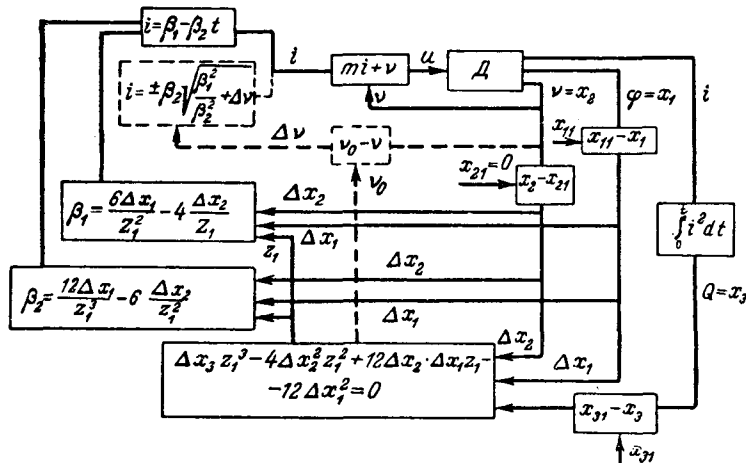 i=β₁-β₂t
i
mi+ν
u
Д
i=±β₂√(β₁²/β₂²+Δν)
ν
ν=x₂
φ=x₁
i
Δν
ν₀-ν
x₁₁
x₁₁-x₁
x₂₁=0
x₂-x₂₁
ν₀
β₁=6Δx₁/z₁²-4Δx₂/z₁
Δx₂
Δx₁
z₁
∫₀ᵗi²dt
Δx₂
β₂=12Δx₁/z₁³-6Δx₂/z₁²
Q=x₃
Δx₁
Δx₂
Δx₃z₁³-4Δx₂²z₁²+12Δx₂·Δx₁z₁-
-12Δx₁²=0
Δx₁
x₃₁-x₃
x₃₁